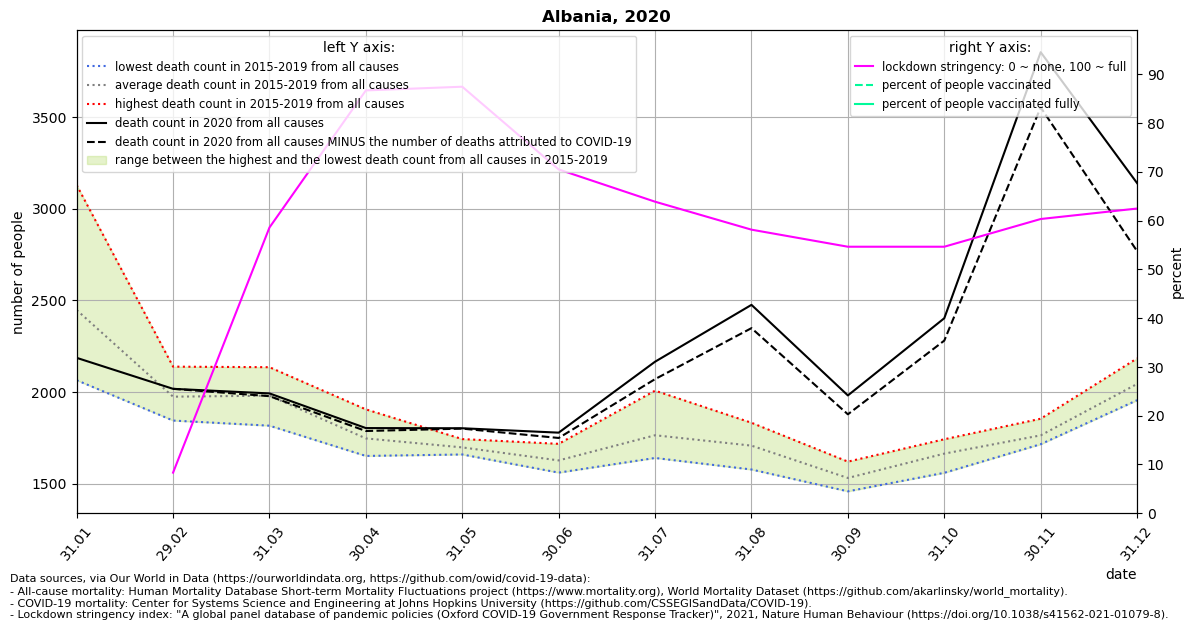 Albania, 2020
left Y axis:
lowest death count in 2015-2019 from all causes
average death count in 2015-2019 from all causes
highest death count in 2015-2019 from all causes
death count in 2020 from all causes
death count in 2020 from all causes MINUS the number of deaths attributed to COVID-19
range between the highest and the lowest death count from all causes in 2015-2019
right Y axis:
lockdown stringency: 0 ~ none, 100 ~ full
percent of people vaccinated
percent of people vaccinated fully
number of people
3500
3000
2500
2000
1500
percent
90
80
70
60
50
40
30
20
10
0
31.01
29.02
31.03
30.04
31.05
30.06
31.07
31.08
30.09
31.10
30.11
31.12
date
Data sources, via Our World in Data (https://ourworldindata.org, https://github.com/owid/covid-19-data):
- All-cause mortality: Human Mortality Database Short-term Mortality Fluctuations project (https://www.mortality.org), World Mortality Dataset (https://github.com/akarlinsky/world_mortality).
- COVID-19 mortality: Center for Systems Science and Engineering at Johns Hopkins University (https://github.com/CSSEGISandData/COVID-19).
- Lockdown stringency index: "A global panel database of pandemic policies (Oxford COVID-19 Government Response Tracker)", 2021, Nature Human Behaviour (https://doi.org/10.1038/s41562-021-01079-8).